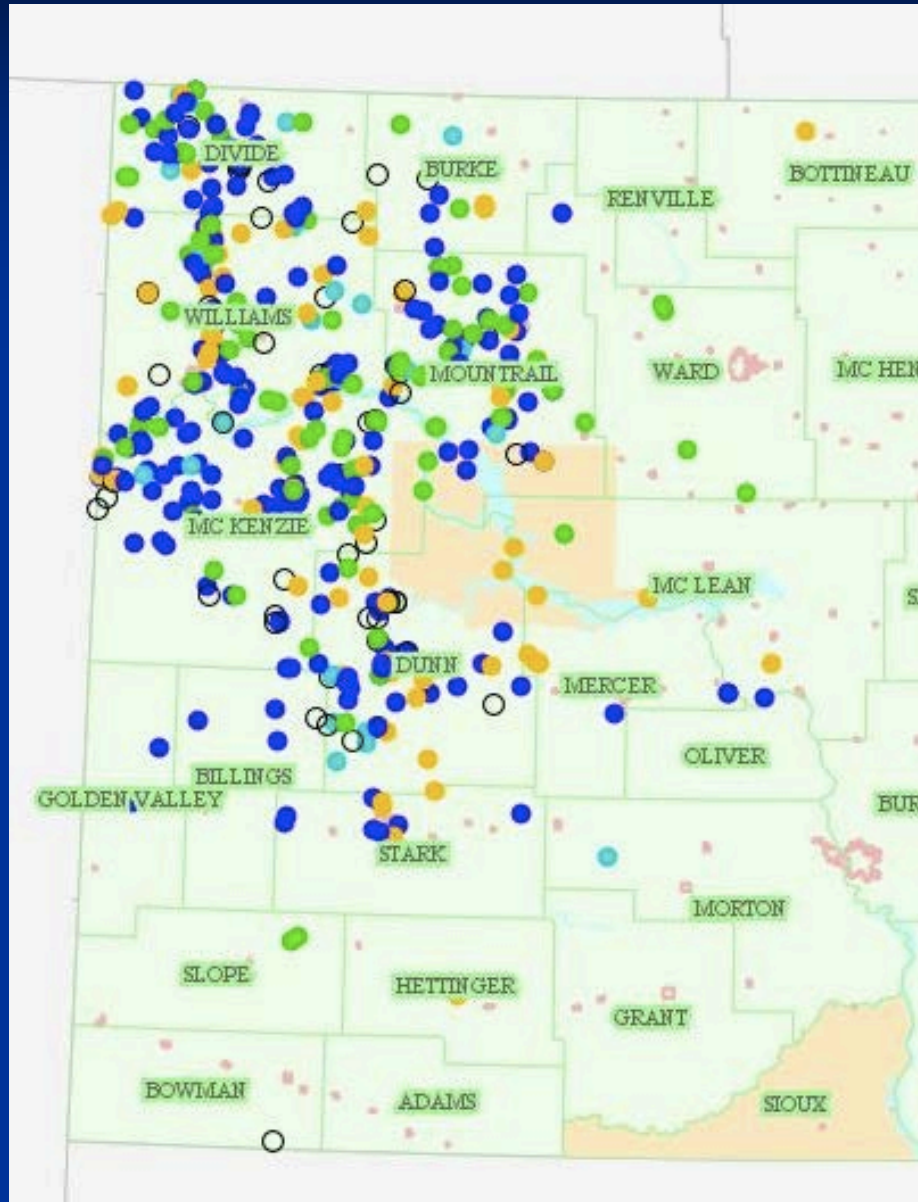 DIVIDE
BURKE
BOTTINEAU
RENVILLE
WILLIAMS
MOUNTRAIL
WARD
MC HEN
MC KENZIE
MC LEAN
S
DUNN
MERCER
OLIVER
BILLINGS
GOLDEN VALLEY
BUR
STARK
MORTON
SLOPE
HETTINGER
GRANT
BOWMAN
ADAMS
SIOUX